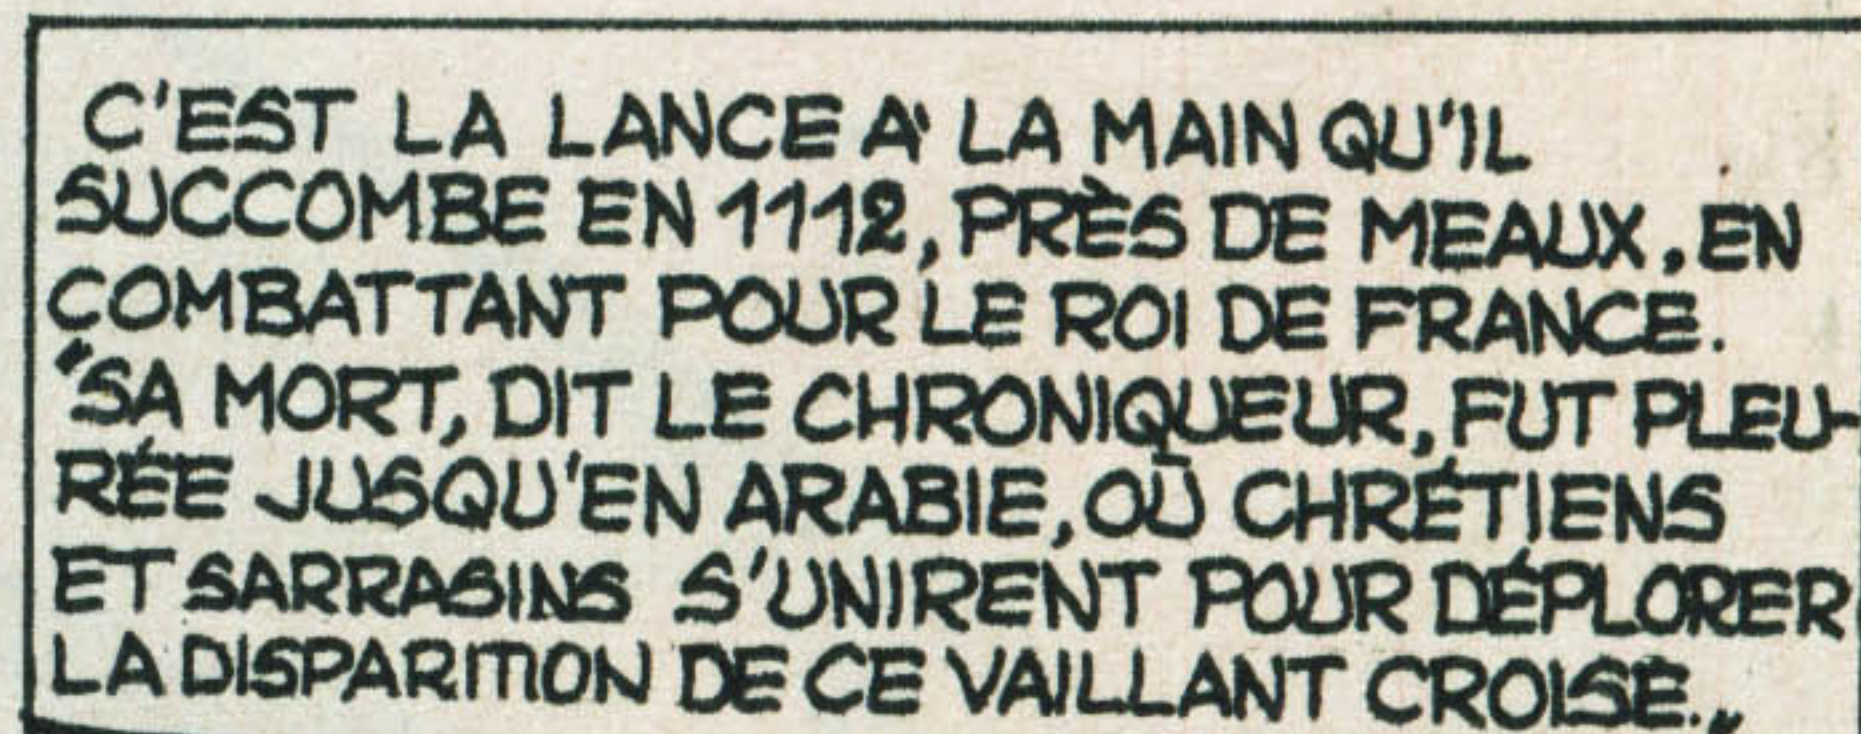 C'EST LA LANCE À LA MAIN QU'IL
SUCCOMBE EN 1112, PRÈS DE MEAUX, EN
COMBATTANT POUR LE ROI DE FRANCE.
"SA MORT, DIT LE CHRONIQUEUR, FUT PLEU-
RÉE JUSQU'EN ARABIE, OÙ CHRÉTIENS
ET SARRASINS S'UNIRENT POUR DÉPLORER
LA DISPARITION DE CE VAILLANT CROISÉ.„